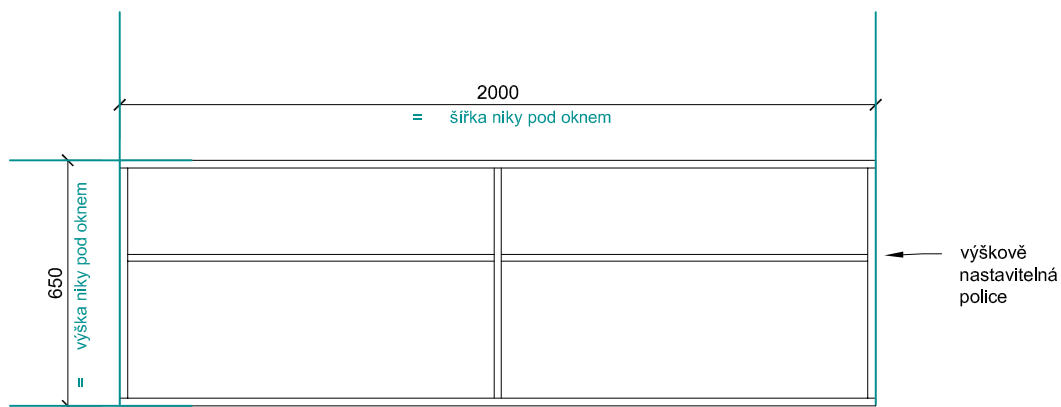 2000
= šířka niky pod oknem
650
= výška niky pod oknem
výškově
nastavitelná
police